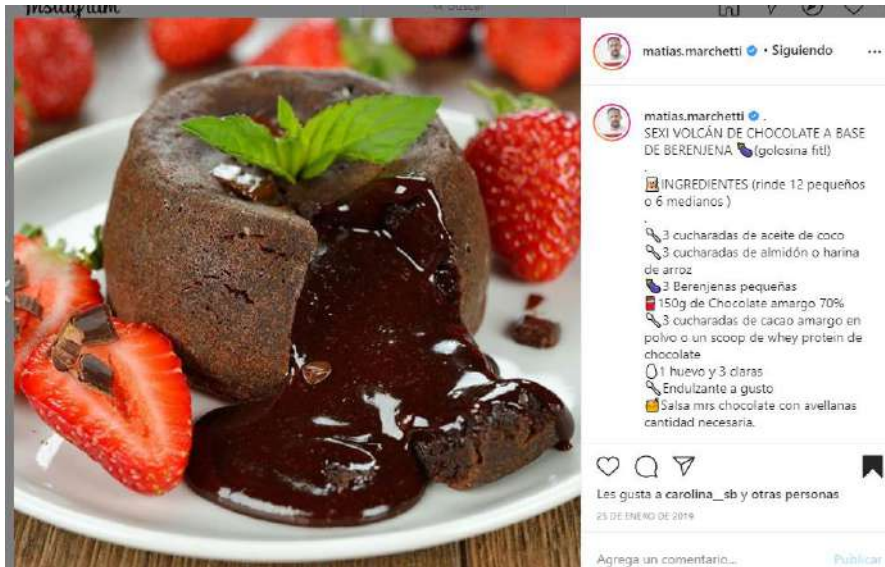 Instagram
Buscar
matias.marchetti • Siguiendo ...
matias.marchetti .
SEXI VOLCÁN DE CHOCOLATE A BASE
DE BERENJENA 🍆(golosina fit!)
.
🥫INGREDIENTES (rinde 12 pequeños
o 6 medianos )
.
🥄3 cucharadas de aceite de coco
🥄3 cucharadas de almidón o harina
de arroz
🍆3 Berenjenas pequeñas
🍫150g de Chocolate amargo 70%
🥄3 cucharadas de cacao amargo en
polvo o un scoop de whey protein de
chocolate
🥚1 huevo y 3 claras
🥄Endulzante a gusto
🍯Salsa mrs chocolate con avellanas
cantidad necesaria.
Les gusta a carolina__sb y otras personas
25 DE ENERO DE 2019
Agrega un comentario... Publicar